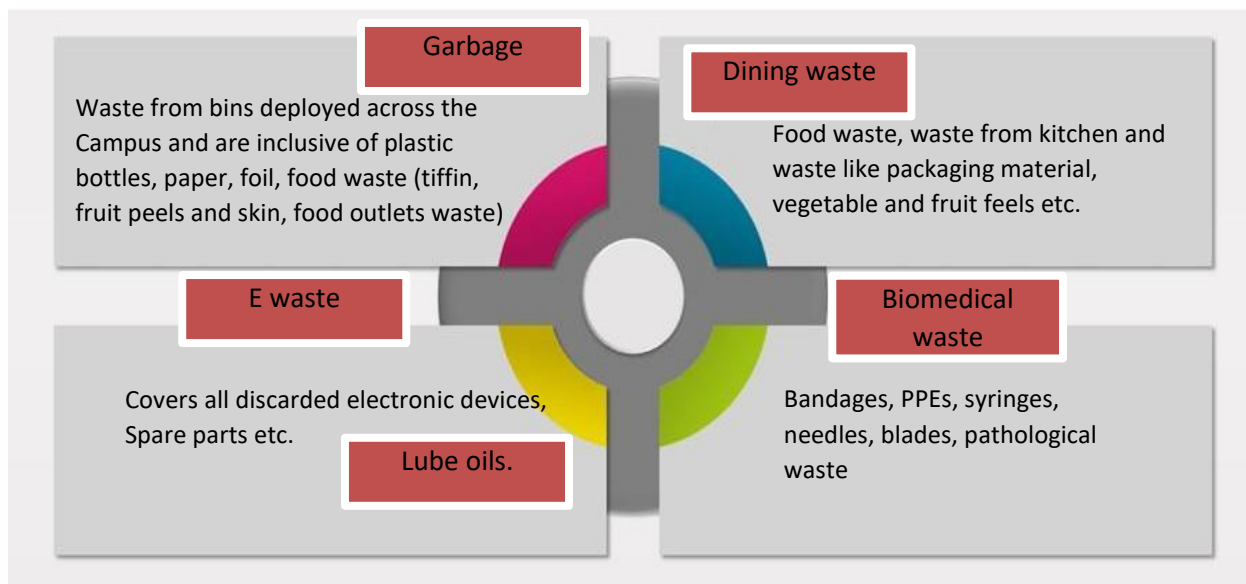 Garbage
Waste from bins deployed across the
Campus and are inclusive of plastic
bottles, paper, foil, food waste (tiffin,
fruit peels and skin, food outlets waste)
Dining waste
Food waste, waste from kitchen and
waste like packaging material,
vegetable and fruit feels etc.
E waste
Covers all discarded electronic devices,
Spare parts etc.
Lube oils.
Biomedical
waste
Bandages, PPEs, syringes,
needles, blades, pathological
waste